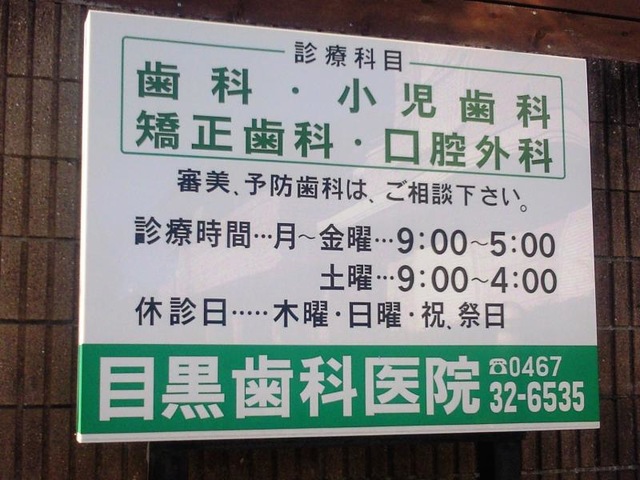 診療科目
歯科・小児歯科
矯正歯科・口腔外科
審美、予防歯科は、ご相談下さい。
診療時間…月～金曜…9:00～5:00
土曜…9:00～4:00
休診日……木曜・日曜・祝、祭日
目黒歯科医院 ☎0467
32-6535